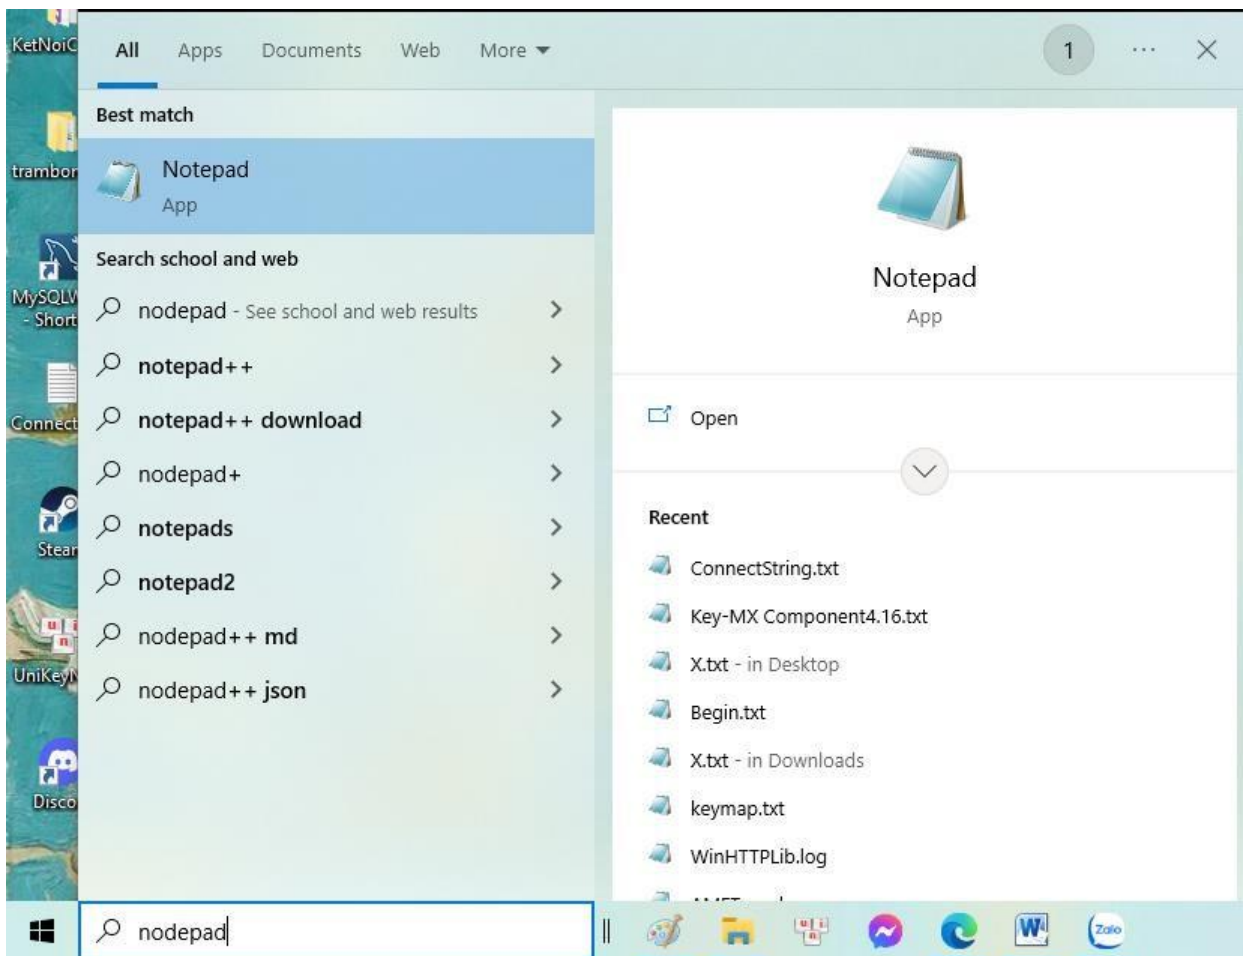 KetNoiC
trambor
MySQLW
- Short
Connect
Stear
UniKeyN
Disco
All Apps Documents Web More
1
Best match
Notepad
App
Search school and web
nodepad - See school and web results
notepad++
notepad++ download
nodepad+
notepads
notepad2
nodepad++ md
nodepad++ json
Notepad
App
Open
Recent
ConnectString.txt
Key-MX Component4.16.txt
X.txt - in Desktop
Begin.txt
X.txt - in Downloads
keymap.txt
WinHTTPLib.log
nodepad
Zalo